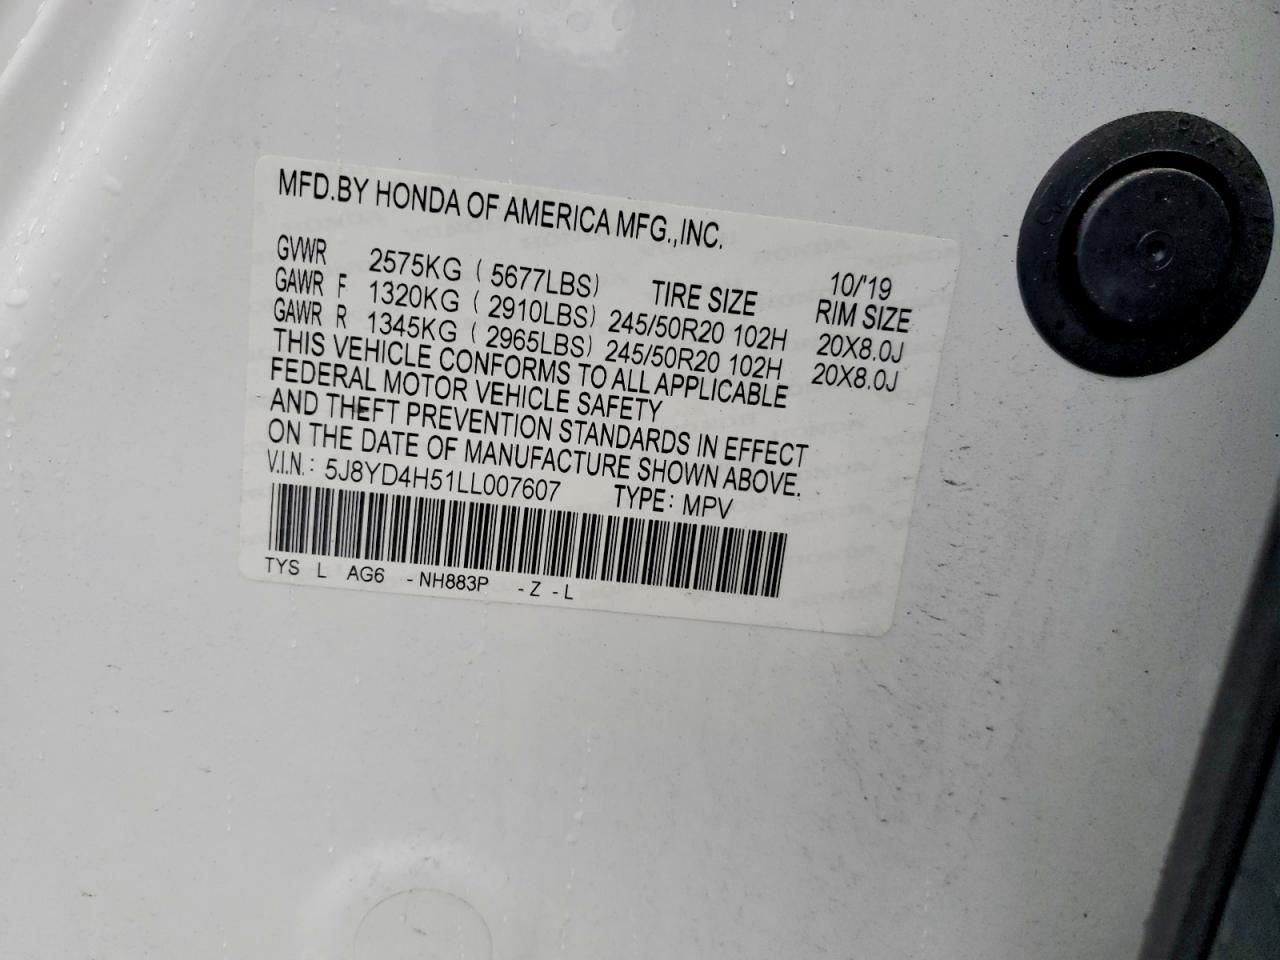 MFD.BY HONDA OF AMERICA MFG.,INC.
10/'19
GVWR 2575KG ( 5677LBS) TIRE SIZE RIM SIZE
GAWR F 1320KG ( 2910LBS) 245/50R20 102H 20X8.0J
GAWR R 1345KG ( 2965LBS) 245/50R20 102H 20X8.0J
THIS VEHICLE CONFORMS TO ALL APPLICABLE
FEDERAL MOTOR VEHICLE SAFETY
AND THEFT PREVENTION STANDARDS IN EFFECT
ON THE DATE OF MANUFACTURE SHOWN ABOVE.
V.I.N.: 5J8YD4H51LL007607 TYPE: MPV
TYS L AG6 -NH883P -Z -L